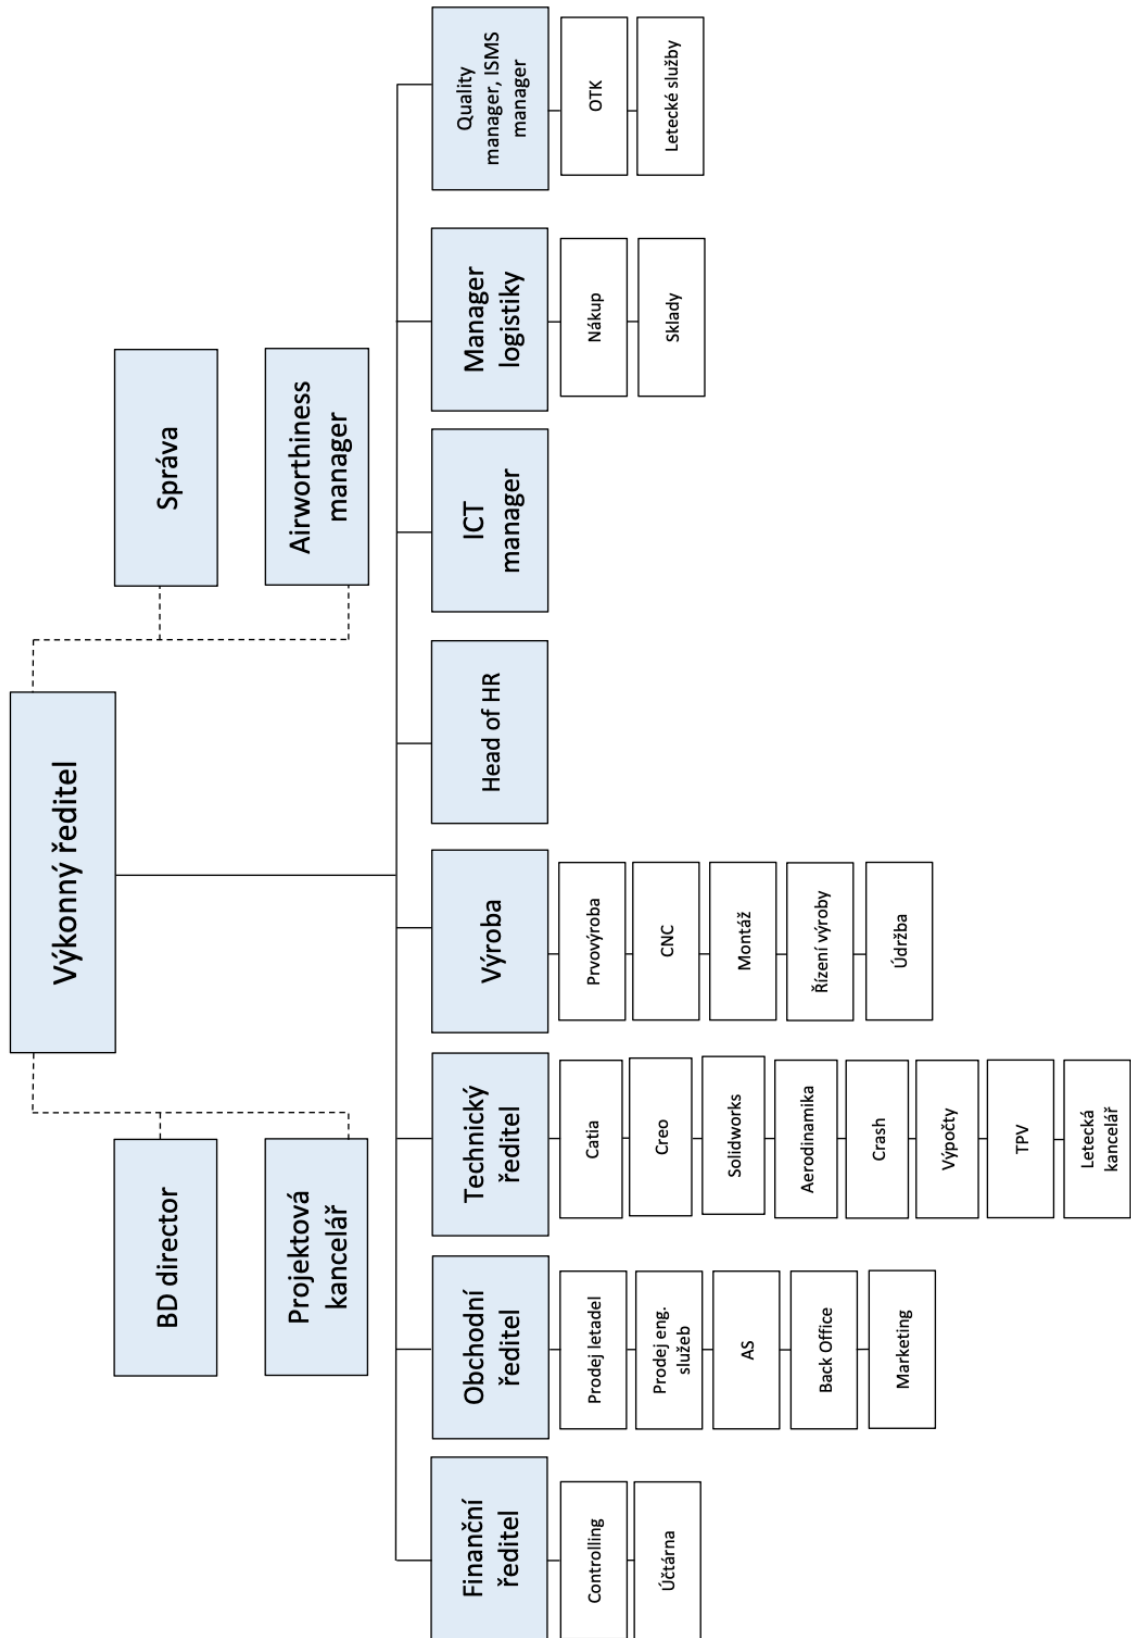 Výkonný ředitel
BD director
Projektová
kancelář
Správa
Airworthiness
manager
Finanční
ředitel
Controlling
Účtárna
Obchodní
ředitel
Prodej letadel
Prodej eng.
služeb
AS
Back Office
Marketing
Technický
ředitel
Catia
Creo
Solidworks
Aerodinamika
Crash
Výpočty
TPV
Letecká
kancelář
Výroba
Prvovýroba
CNC
Montáž
Řízení výroby
Údržba
Head of HR
ICT
manager
Manager
logistiky
Nákup
Sklady
Quality
manager, ISMS
manager
OTK
Letecké služby